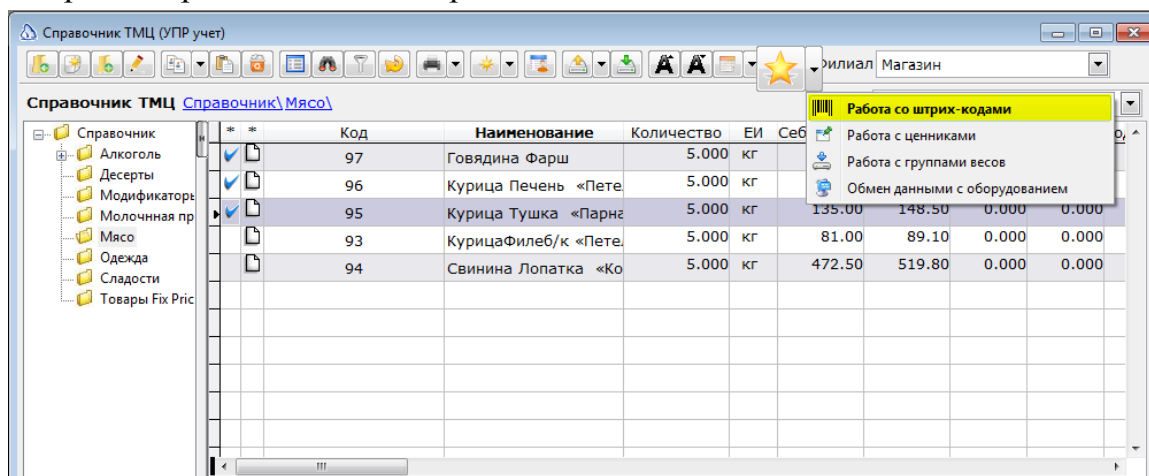 Справочник ТМЦ (УПР учет)
Филиал Магазин
Справочник ТМЦ Справочник\ Мясо\
Работа со штрих-кодами
Работа с ценниками
Работа с группами весов
Обмен данными с оборудованием
Справочник
Алкоголь
Десерты
Модификаторы
Молочнная пр
Мясо
Одежда
Сладости
Товары Fix Pric
* * Код Наименование Количество ЕИ Себ
97 Говядина Фарш 5.000 кг
96 Курица Печень «Пете. 5.000 кг
95 Курица Тушка «Парна 5.000 кг 135.00 148.50 0.000 0.000
93 КурицаФилеб/к «Пете. 5.000 кг 81.00 89.10 0.000 0.000
94 Свинина Лопатка «Ко 5.000 кг 472.50 519.80 0.000 0.000